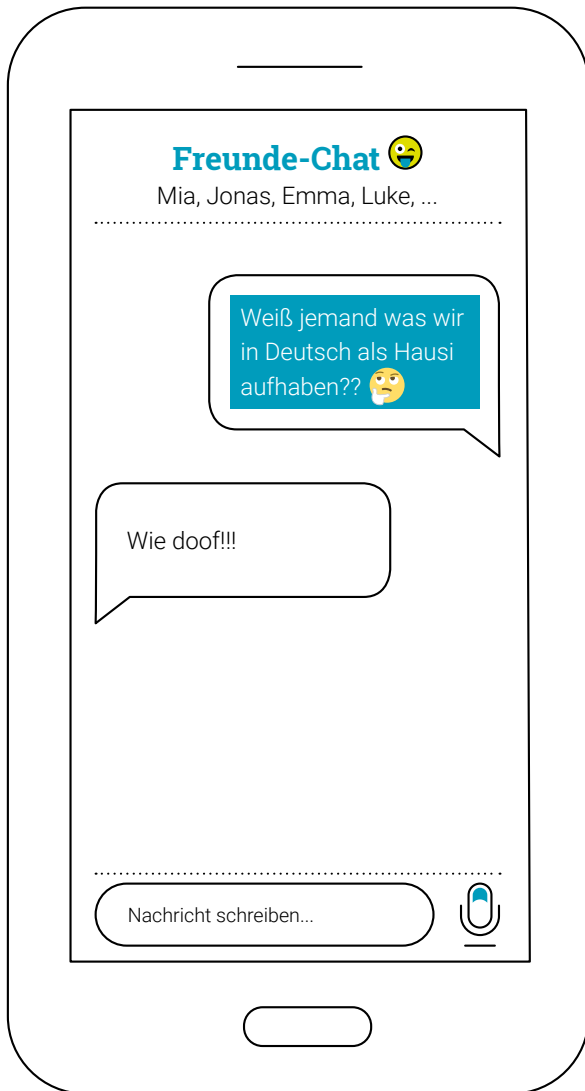 Freunde-Chat
Mia, Jonas, Emma, Luke, ...
Weiß jemand was wir
in Deutsch als Hausi
aufhaben??
Wie doof!!!
Nachricht schreiben...